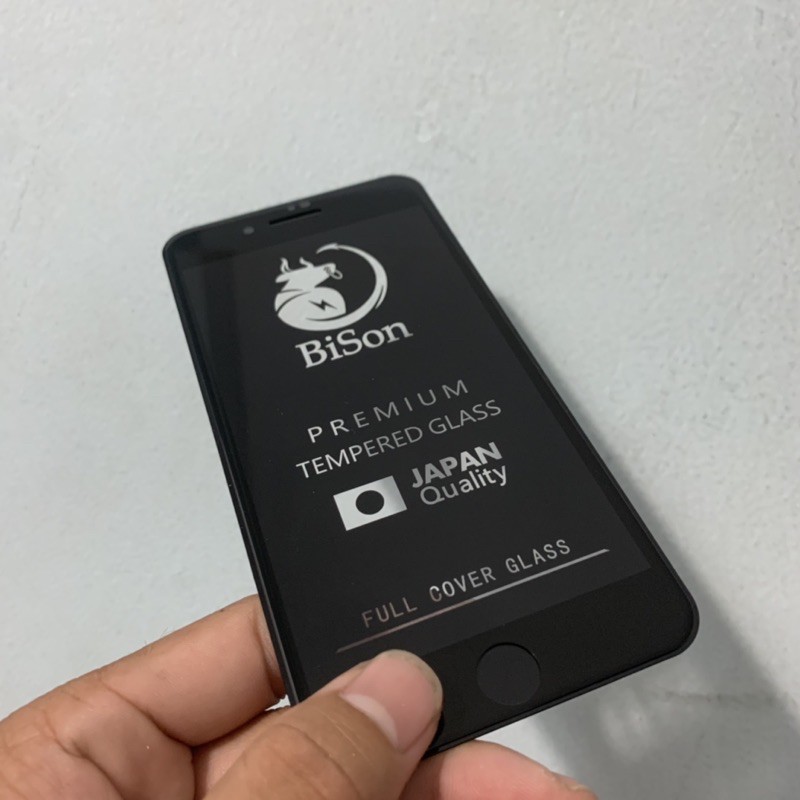 BiSon
PREMIUM
TEMPERED GLASS
JAPAN
Quality
FULL COVER GLASS